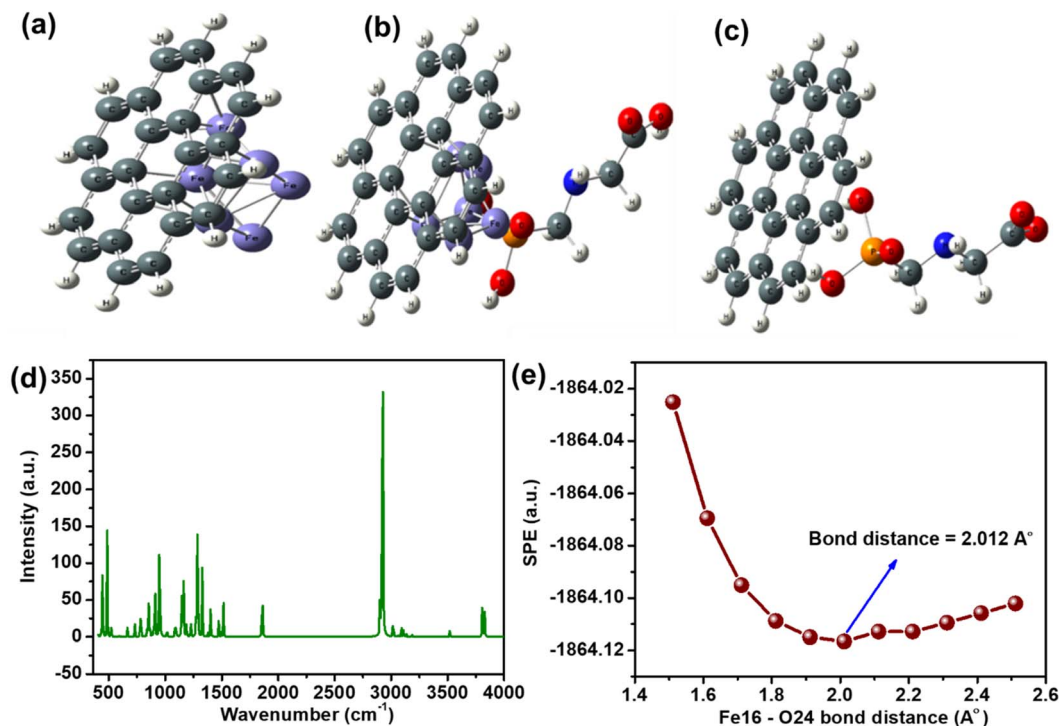 (a)
(b)
(c)
(d)
350
300
250
200
150
100
50
0
-50
Intensity (a.u.)
500 1000 1500 2000 2500 3000 3500 4000
Wavenumber (cm⁻¹)
(e)
-1864.02
-1864.04
-1864.06
-1864.08
-1864.10
-1864.12
SPE (a.u.)
Bond distance = 2.012 A°
1.4 1.6 1.8 2.0 2.2 2.4 2.6
Fe16 - O24 bond distance (A°)